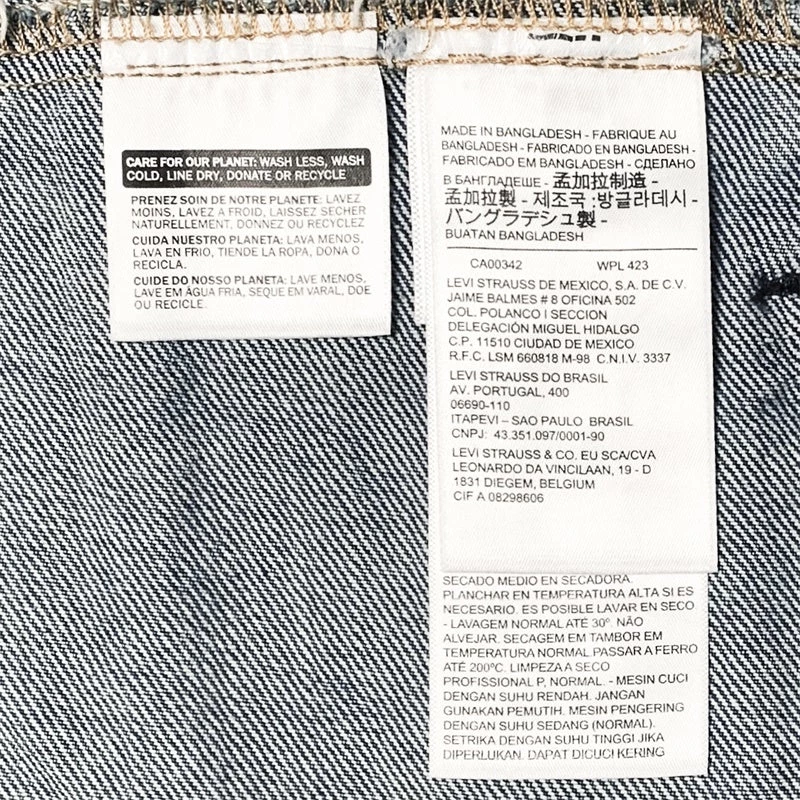 CARE FOR OUR PLANET: WASH LESS, WASH
COLD, LINE DRY, DONATE OR RECYCLE
PRENEZ SOIN DE NOTRE PLANETE: LAVEZ
MOINS, LAVEZ A FROID, LAISSEZ SECHER
NATURELLEMENT, DONNEZ OU RECYCLEZ
CUIDA NUESTRO PLANETA: LAVA MENOS,
LAVA EN FRIO, TIENDE LA ROPA, DONA O
RECICLA.
CUIDE DO NOSSO PLANETA: LAVE MENOS,
LAVE EM ÁGUA FRIA, SEQUE EM VARAL, DOE
OU RECICLE.
MADE IN BANGLADESH - FABRIQUE AU
BANGLADESH - FABRICADO EN BANGLADESH -
FABRICADO EM BANGLADESH - СДЕЛАНО
В БАНГЛАДЕШЕ - 孟加拉制造 -
孟加拉製 - 제조국 :방글라데시 -
バングラデシュ製 -
BUATAN BANGLADESH
CA00342 WPL 423
LEVI STRAUSS DE MEXICO, S.A. DE C.V.
JAIME BALMES # 8 OFICINA 502
COL. POLANCO I SECCION
DELEGACIÓN MIGUEL HIDALGO
C.P. 11510 CIUDAD DE MEXICO
R.F.C. LSM 660818 M-98 C.N.I.V. 3337
LEVI STRAUSS DO BRASIL
AV. PORTUGAL, 400
06690-110
ITAPEVI – SAO PAULO BRASIL
CNPJ: 43.351.097/0001-90
LEVI STRAUSS & CO. EU SCA/CVA
LEONARDO DA VINCILAAN, 19 - D
1831 DIEGEM, BELGIUM
CIF A 08298606
SECADO MEDIO EN SECADORA.
PLANCHAR EN TEMPERATURA ALTA SI ES
NECESARIO. ES POSIBLE LAVAR EN SECO
- LAVAGEM NORMAL ATÉ 30º. NÃO
ALVEJAR. SECAGEM EM TAMBOR EM
TEMPERATURA NORMAL PASSAR A FERRO
ATÉ 200ºC. LIMPEZA A SECO
PROFISSIONAL P, NORMAL. - MESIN CUCI
DENGAN SUHU RENDAH. JANGAN
GUNAKAN PEMUTIH. MESIN PENGERING
DENGAN SUHU SEDANG (NORMAL).
SETRIKA DENGAN SUHU TINGGI JIKA
DIPERLUKAN. DAPAT DICUCI KERING